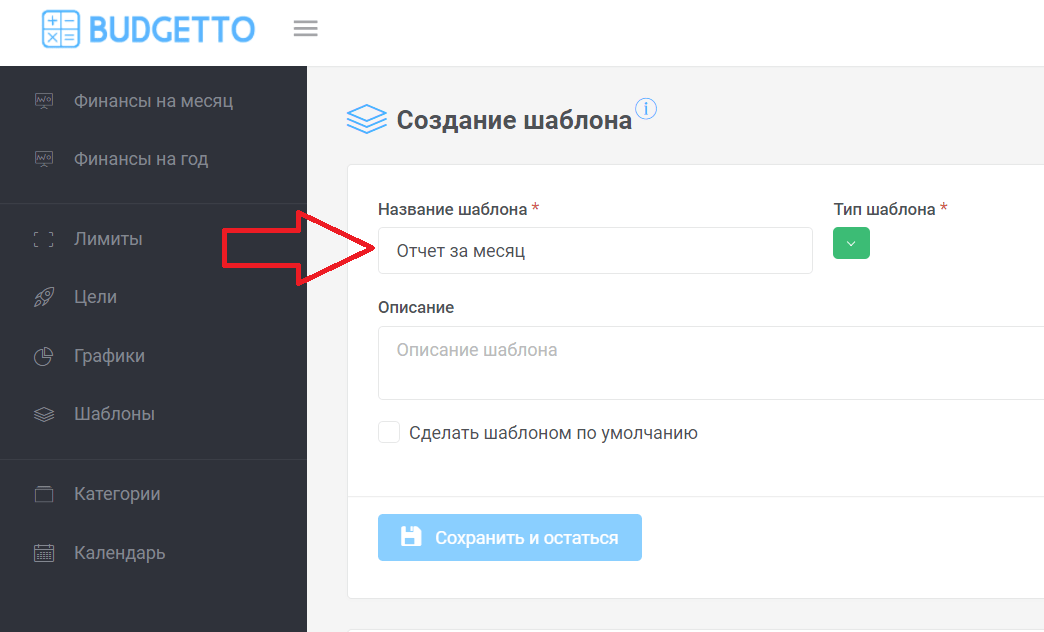 BUDGETTO
Финансы на месяц
Финансы на год
Лимиты
Цели
Графики
Шаблоны
Категории
Календарь
Создание шаблона i
Название шаблона *
Отчет за месяц
Тип шаблона *
Описание
Описание шаблона
Сделать шаблоном по умолчанию
Сохранить и остаться